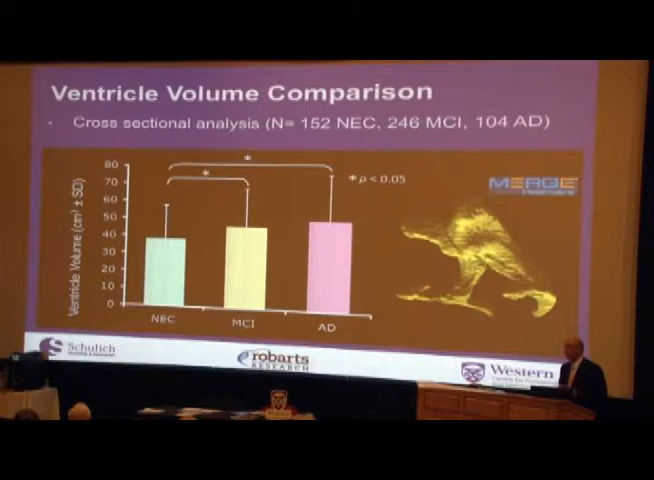 Ventricle Volume Comparison
• Cross sectional analysis (N= 152 NEC, 246 MCI, 104 AD)
80
70
60
50
40
30
20
10
0
Ventricle Volume (cm³ ± SD)
*
*
* p < 0.05
NEC
MCI
AD
MERGE
Schulich
robarts
RESEARCH
Western